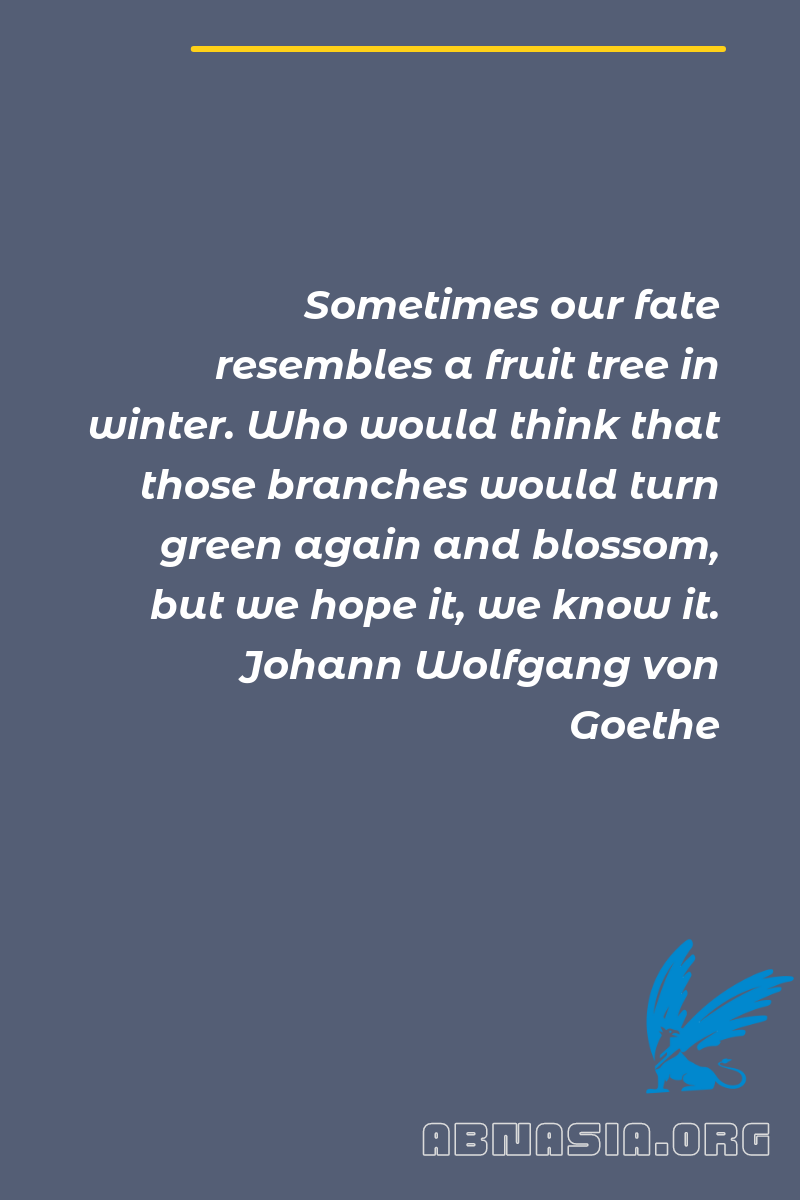 Sometimes our fate
resembles a fruit tree in
winter. Who would think that
those branches would turn
green again and blossom,
but we hope it, we know it.
Johann Wolfgang von
Goethe
ABNASIA.ORG